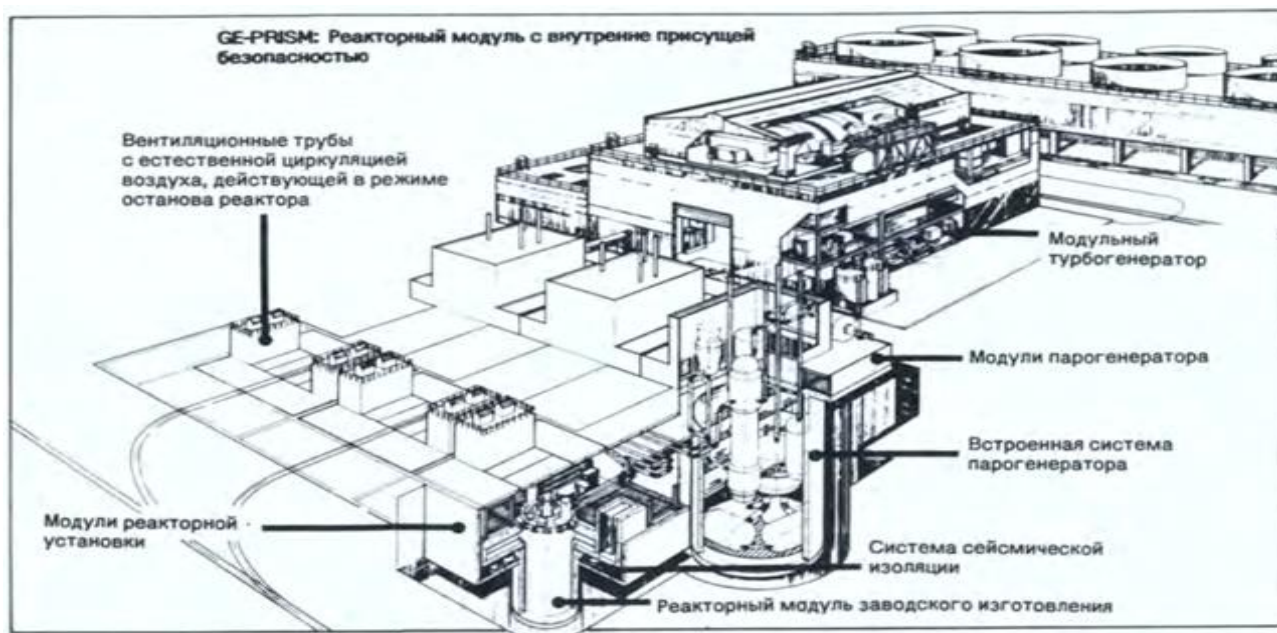 GE-PRISM: Реакторный модуль с внутренне присущей
безопасностью
Вентиляционные трубы
с естественной циркуляцией
воздуха, действующей в режиме
останова реактора
Модульный
турбогенератор
Модули парогенератора
Встроенная система
парогенератора
Модули реакторной
установки
Система сейсмической
изоляции
Реакторный модуль заводского изготовления